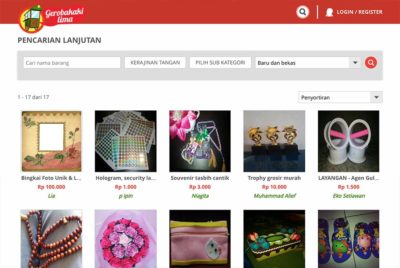 Gerobakaki
lima
LOGIN / REGISTER
PENCARIAN LANJUTAN
Cari nama barang
KERAJINAN TANGAN
PILIH SUB KATEGORI
Baru dan bekas
1 - 17 dari 17
Penyortiran
Bingkai Foto Unik & L...
Hologram, security la...
Souvenir tasbih cantik
Trophy grosir murah
LAYANGAN - Agen Gul...
Rp 100.000
Rp 1.000
Rp 3.000
Rp 10.000
Rp 1.500
Lia
p ipin
Niagita
Muhammad Alief
Eko Setiawan